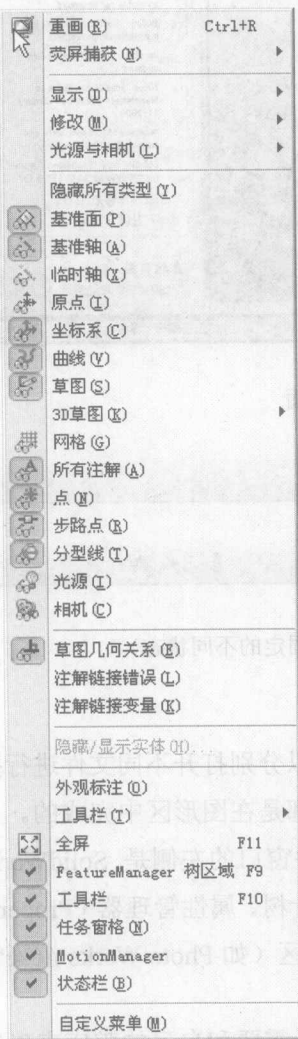 重画(R) Ctrl+R
荧屏捕获(N)
显示(D)
修改(M)
光源与相机(L)
隐藏所有类型(Y)
基准面(P)
基准轴(A)
临时轴(X)
原点(I)
坐标系(C)
曲线(V)
草图(S)
3D草图(K)
网格(G)
所有注解(A)
点(N)
步路点(R)
分型线(T)
光源(I)
相机(C)
草图几何关系(E)
注解链接错误(L)
注解链接变量(K)
隐藏/显示实体(H)
外观标注(O)
工具栏(T)
全屏 F11
FeatureManager 树区域 F9
工具栏 F10
任务窗格(N)
MotionManager
状态栏(B)
自定义菜单(M)